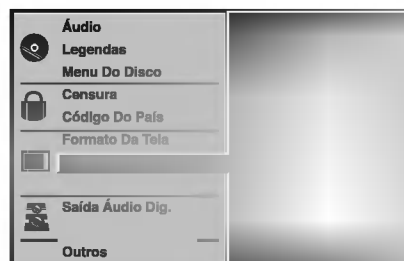 Áudio
Legendas
Menu Do Disco
Censura
Código Do País
Formato Da Tela
Saída Áudio Dig.
Outros